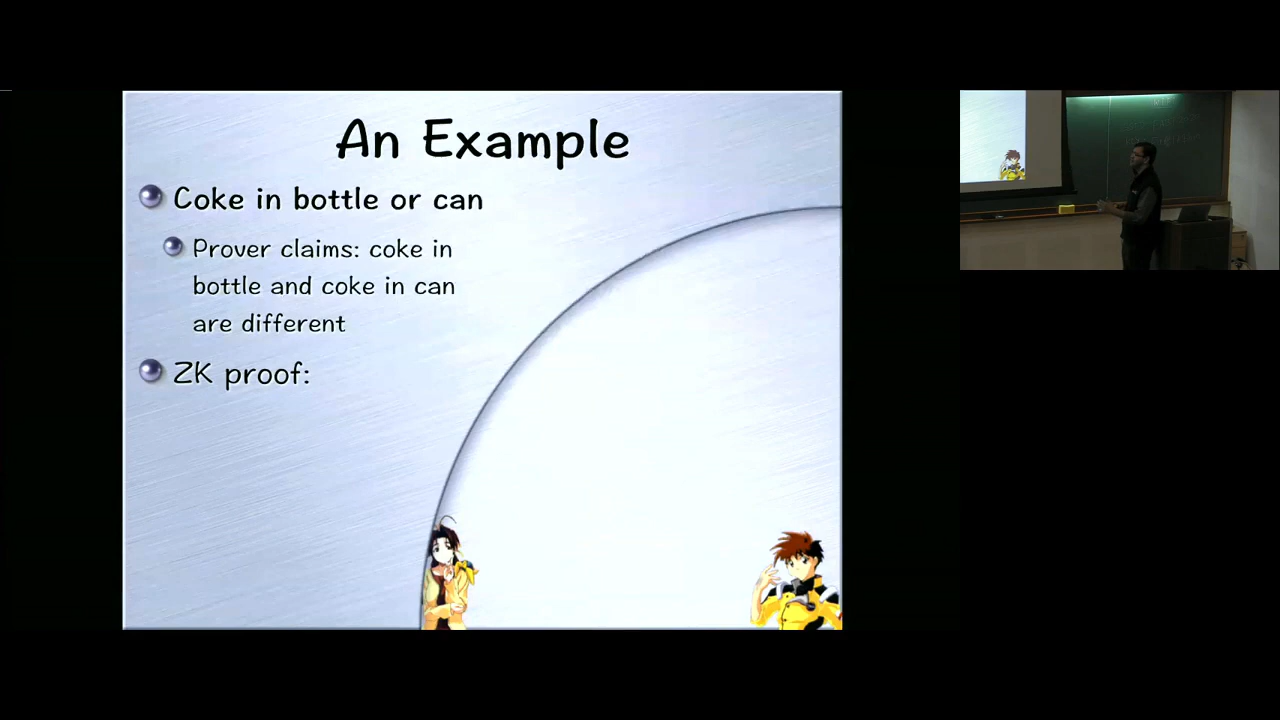 An Example
Coke in bottle or can
Prover claims: coke in
bottle and coke in can
are different
ZK proof: